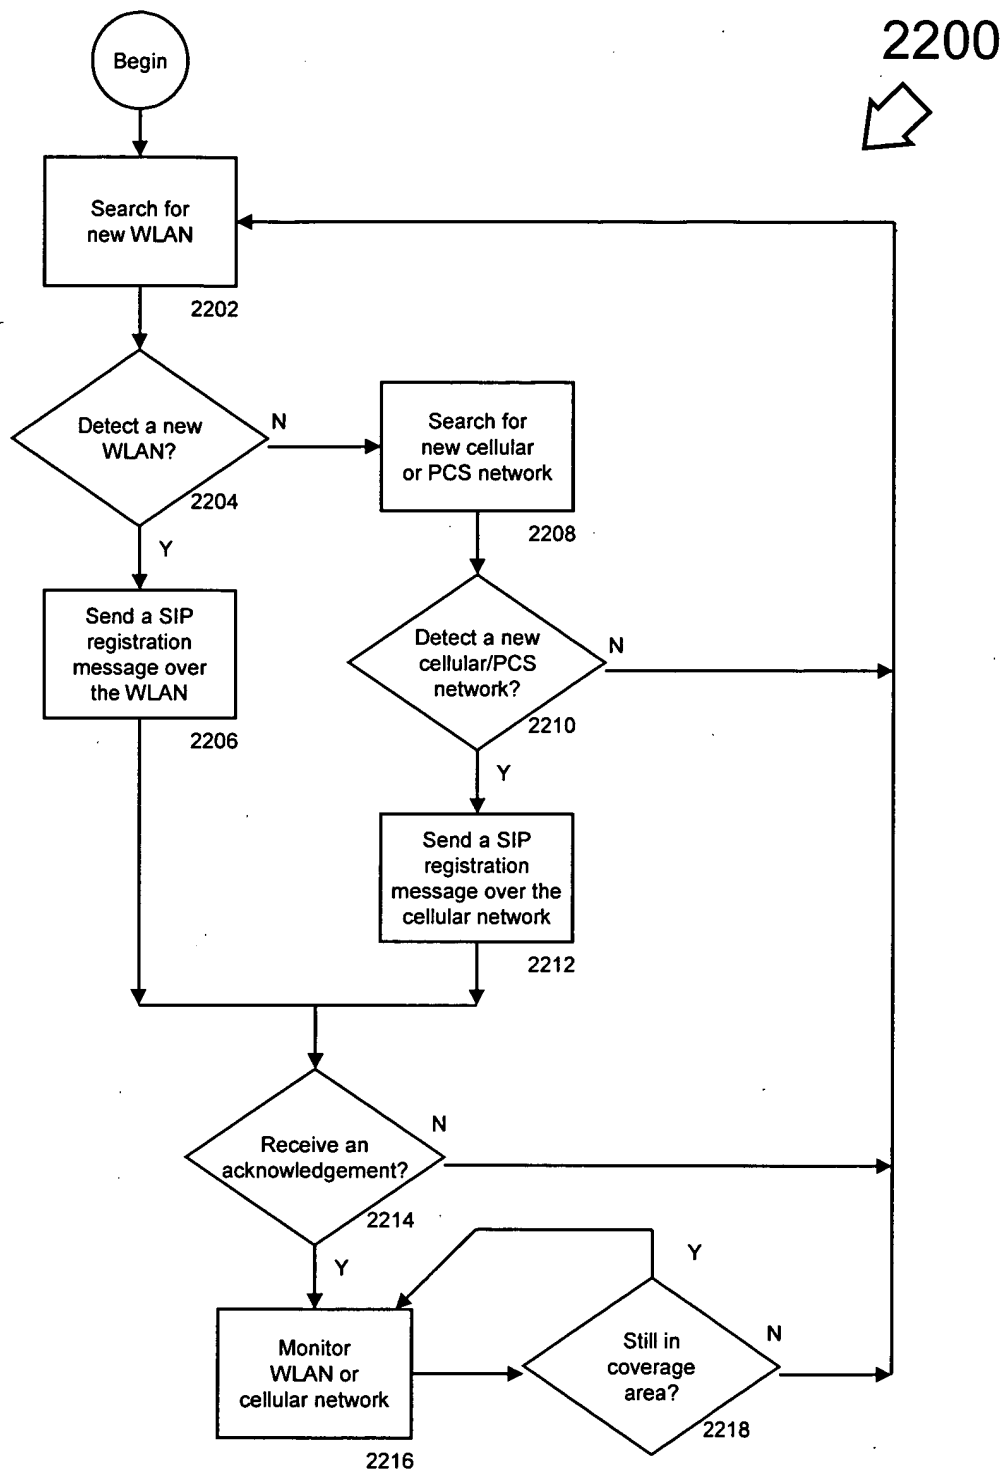 2200
Begin
Search for
new WLAN
2202
Detect a new
WLAN?
2204
N
Y
Search for
new cellular
or PCS network
2208
Send a SIP
registration
message over
the WLAN
2206
Detect a new
cellular/PCS
network?
2210
N
Y
Send a SIP
registration
message over the
cellular network
2212
Receive an
acknowledgement?
2214
N
Y
Monitor
WLAN or
cellular network
2216
Still in
coverage
area?
2218
Y
N